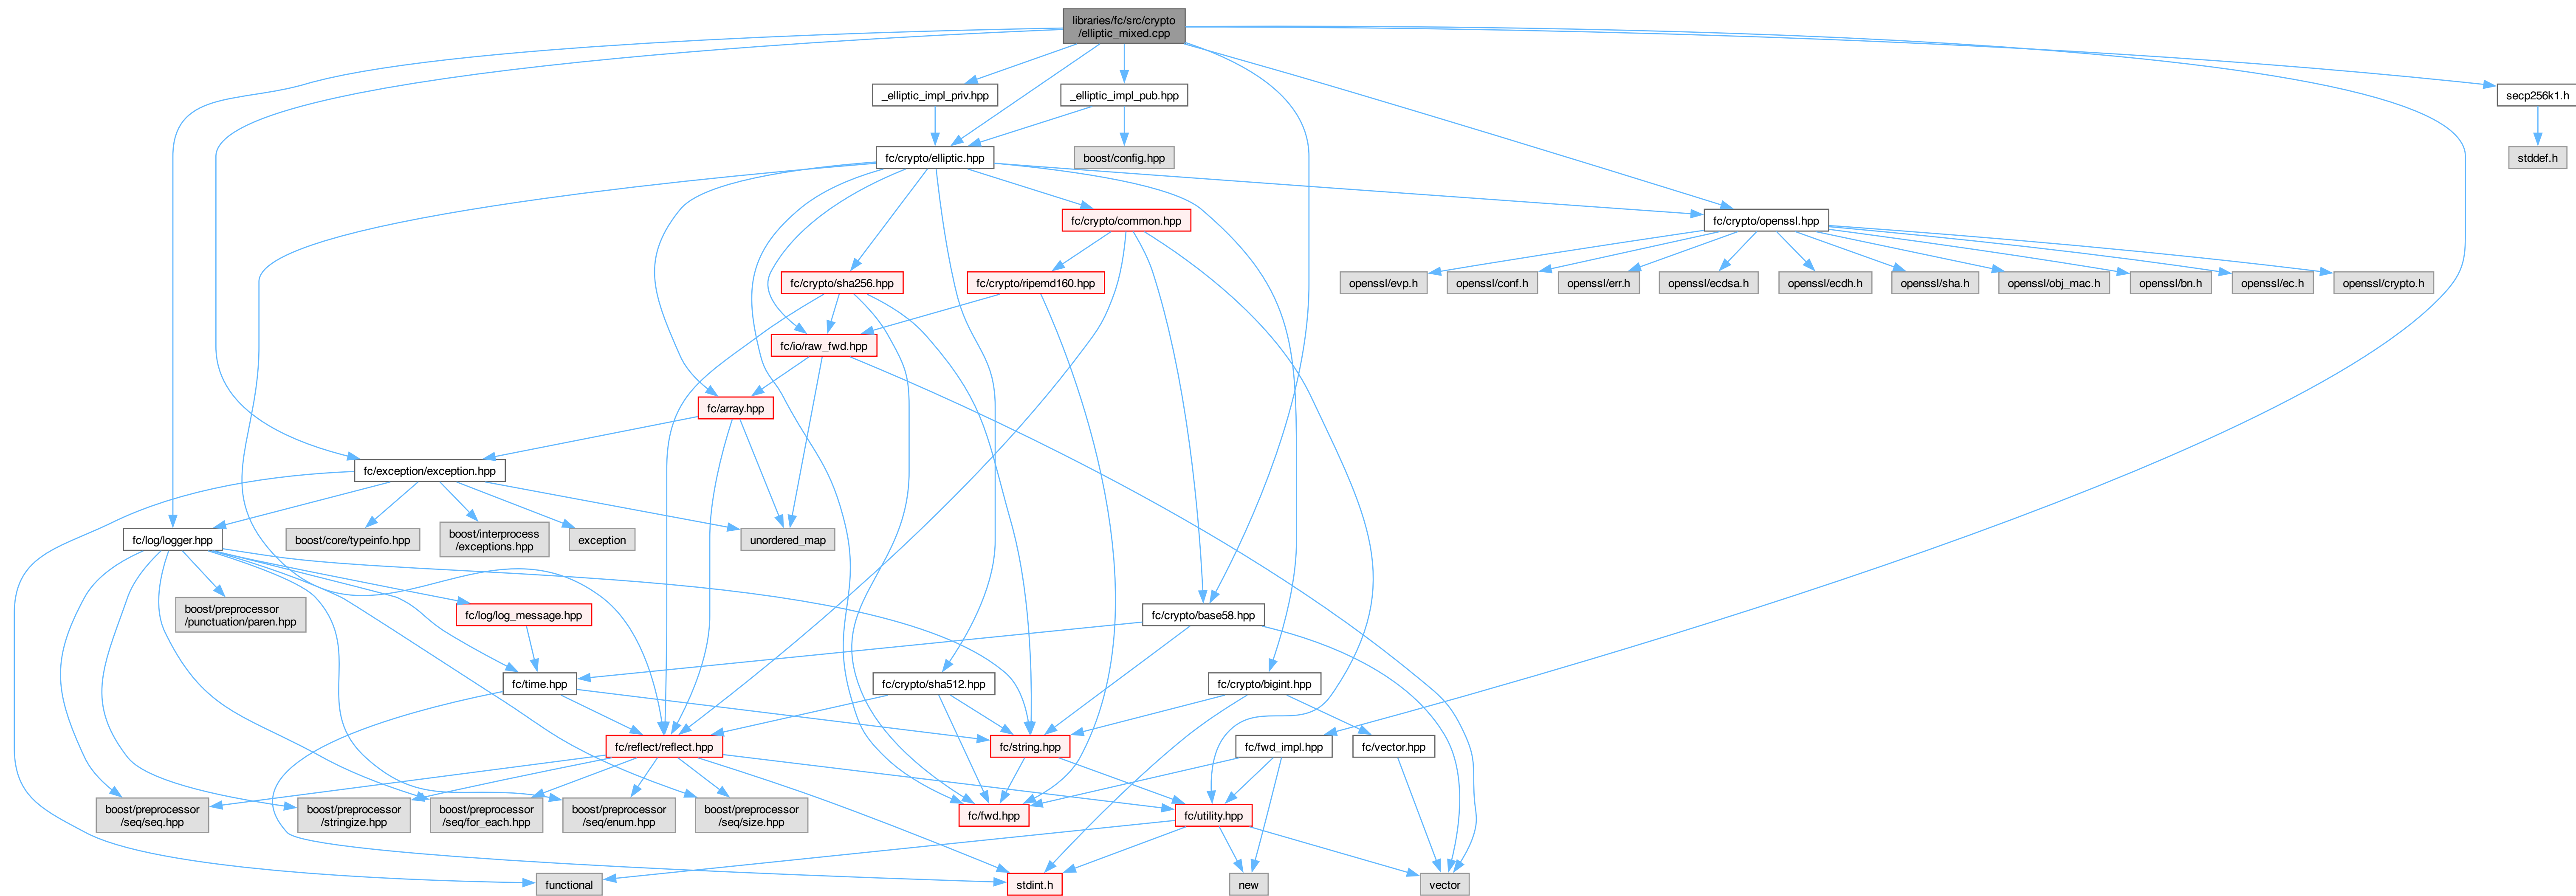 libraries/fc/src/crypto
/elliptic_mixed.cpp
_elliptic_impl_priv.hpp
_elliptic_impl_pub.hpp
secp256k1.h
fc/crypto/elliptic.hpp
boost/config.hpp
stddef.h
fc/crypto/common.hpp
fc/crypto/openssl.hpp
fc/crypto/sha256.hpp
fc/crypto/ripemd160.hpp
openssl/evp.h
openssl/conf.h
openssl/err.h
openssl/ecdsa.h
openssl/ecdh.h
openssl/sha.h
openssl/obj_mac.h
openssl/bn.h
openssl/ec.h
openssl/crypto.h
fc/io/raw_fwd.hpp
fc/array.hpp
fc/exception/exception.hpp
fc/log/logger.hpp
boost/core/typeinfo.hpp
boost/interprocess
/exceptions.hpp
exception
unordered_map
boost/preprocessor
/punctuation/paren.hpp
fc/log/log_message.hpp
fc/crypto/base58.hpp
fc/time.hpp
fc/crypto/sha512.hpp
fc/crypto/bigint.hpp
fc/reflect/reflect.hpp
fc/string.hpp
fc/fwd_impl.hpp
fc/vector.hpp
boost/preprocessor
/seq/seq.hpp
boost/preprocessor
/stringize.hpp
boost/preprocessor
/seq/for_each.hpp
boost/preprocessor
/seq/enum.hpp
boost/preprocessor
/seq/size.hpp
fc/fwd.hpp
fc/utility.hpp
functional
stdint.h
new
vector